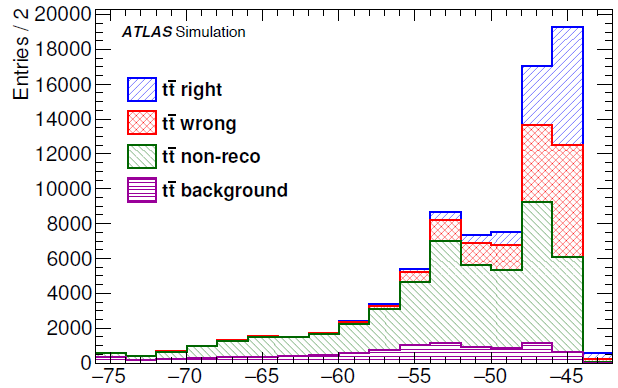 Entries / 2
20000
18000
16000
14000
12000
10000
8000
6000
4000
2000
0
ATLAS Simulation
tt̄ right
tt̄ wrong
tt̄ non-reco
tt̄ background
−75 −70 −65 −60 −55 −50 −45